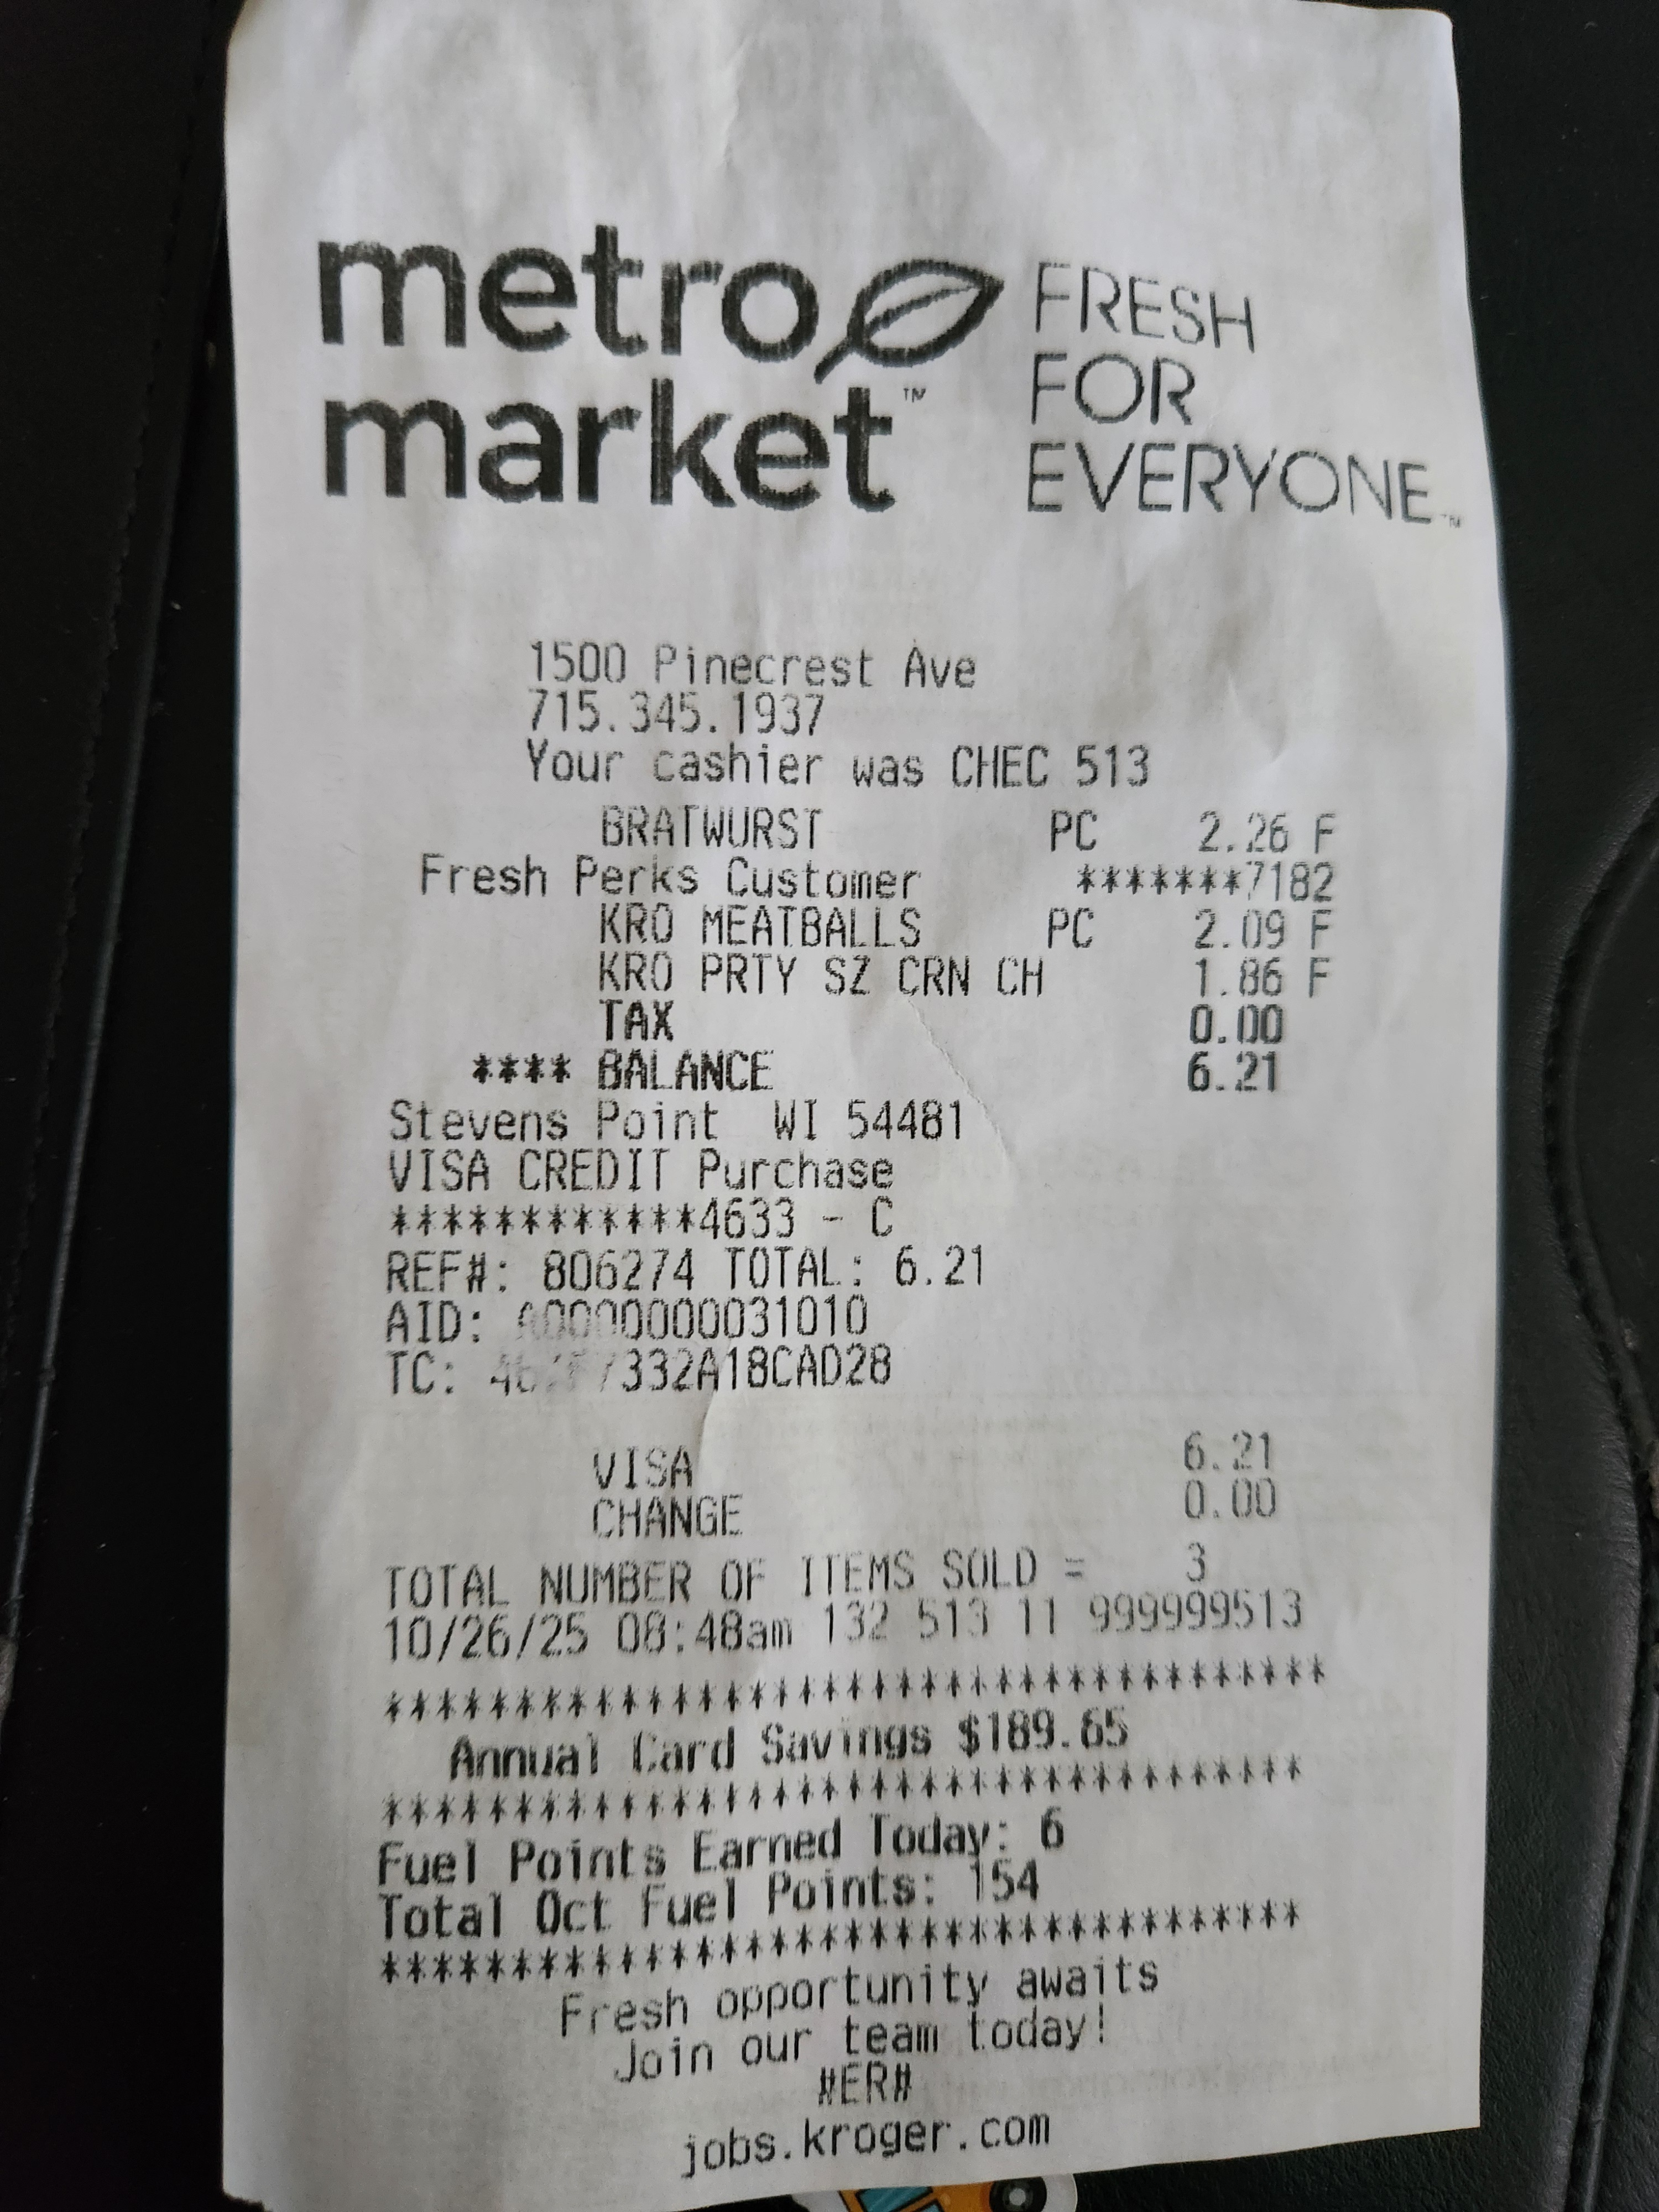 metro
market™
FRESH
FOR
EVERYONE™
1500 Pinecrest Ave
715.345.1937
Your cashier was CHEC 513
BRATWURST PC 2.26 F
Fresh Perks Customer *******7182
KRO MEATBALLS PC 2.09 F
KRO PRTY SZ CRN CH 1.86 F
TAX 0.00
**** BALANCE 6.21
Stevens Point WI 54481
VISA CREDIT Purchase
************4633 - C
REF#: 806274 TOTAL: 6.21
AID: A0000000031010
TC:
VISA 6.21
CHANGE 0.00
TOTAL NUMBER OF ITEMS SOLD = 3
10/26/25 08:48am 132 513 11 999999513
*************************************
Annual Card Savings $189.65
************************************
Fuel Points Earned Today: 6
Total Oct Fuel Points: 154
************************************
Fresh opportunity awaits
Join our team today!
#ER#
jobs.kroger.com